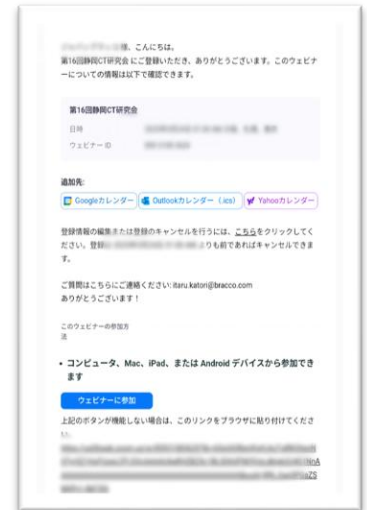 様、こんにちは。
第16回静岡CT研究会 にご登録いただき、ありがとうございます。このウェビナ
ーについての情報は以下で確認できます。
第16回静岡CT研究会
日時
ウェビナー ID
追加先:
Googleカレンダー Outlookカレンダー（.ics） Yahooカレンダー
登録情報の編集または登録のキャンセルを行うには、こちらをクリックしてく
ださい。登録 よりも前であればキャンセルできま
す。
ご質問はこちらにご連絡ください: itaru.katori@bracco.com
ありがとうございます！
このウェビナーの参加方
法
• コンピュータ、Mac、iPad、または Android デバイスから参加でき
ます
ウェビナーに参加
上記のボタンが機能しない場合は、このリンクをブラウザに貼り付けてくださ
い。